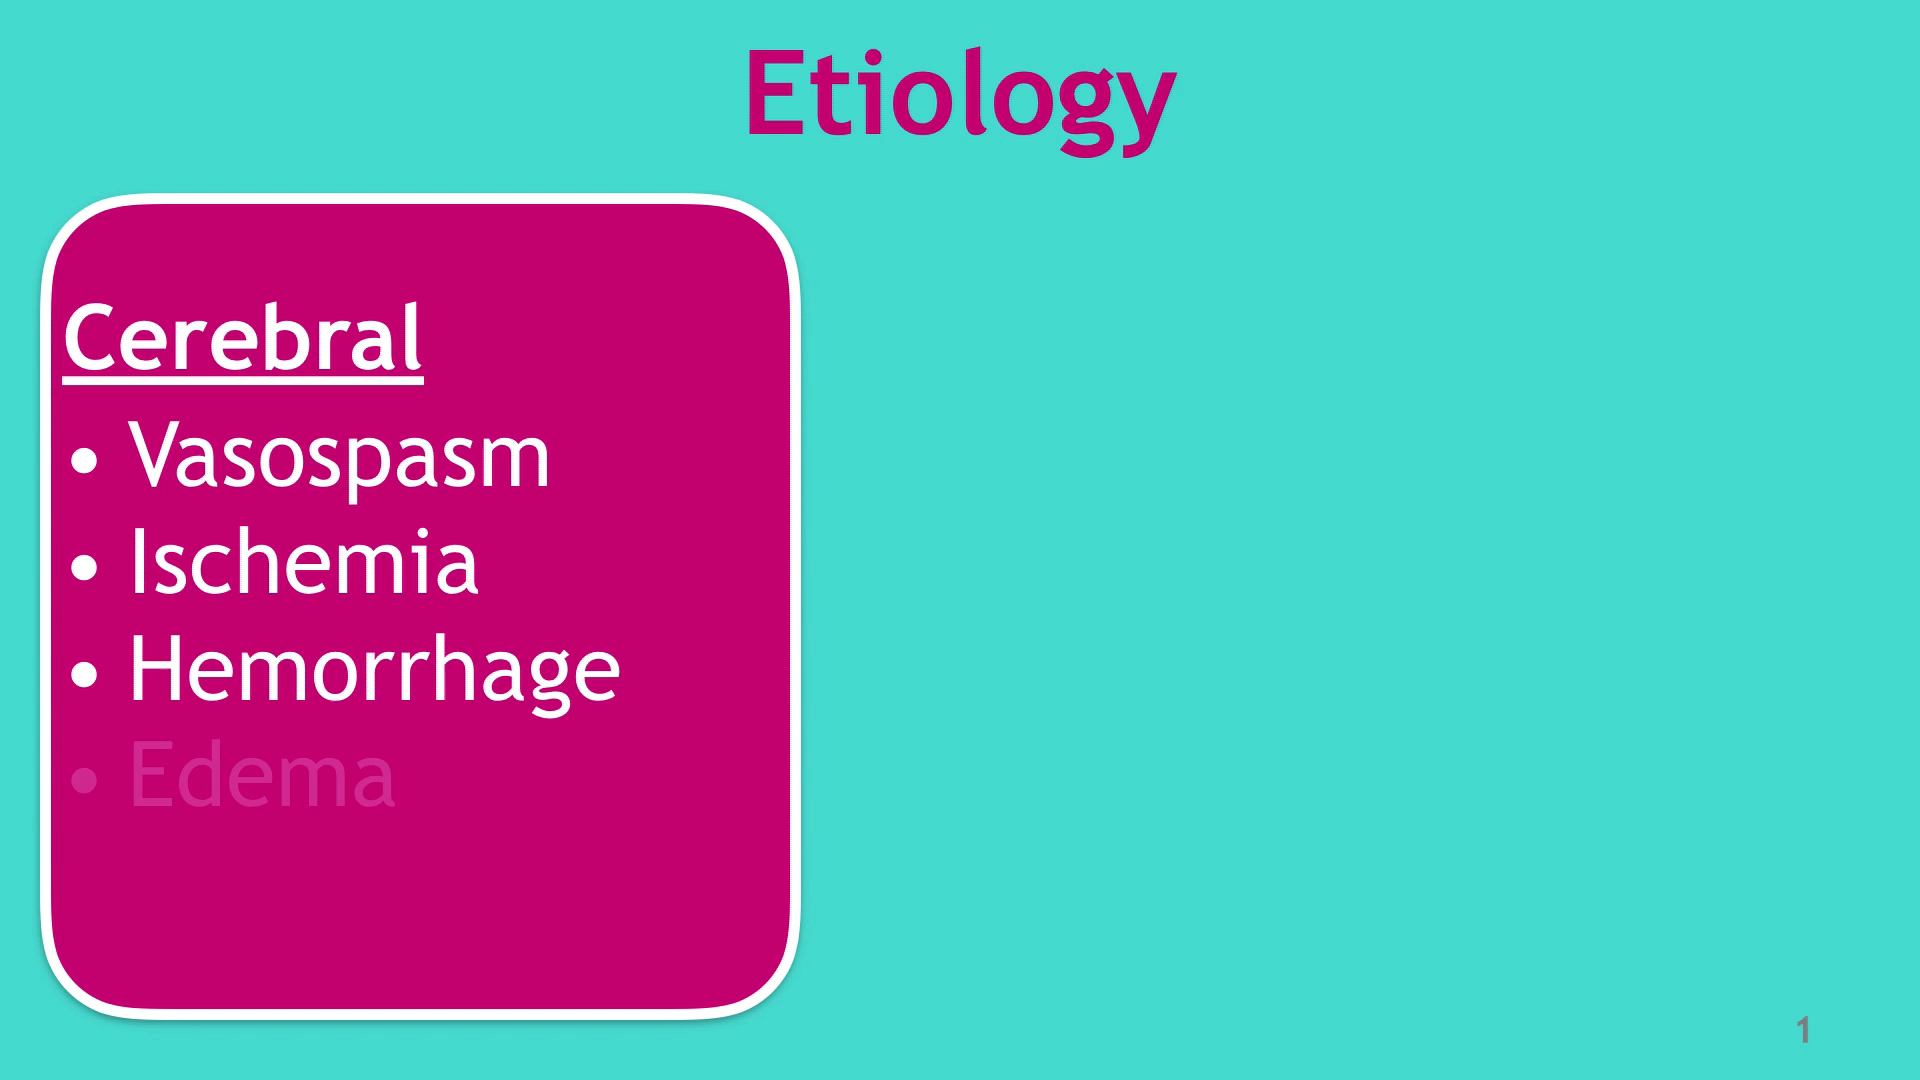 Etiology
Cerebral
• Vasospasm
• Ischemia
• Hemorrhage
• Edema
1